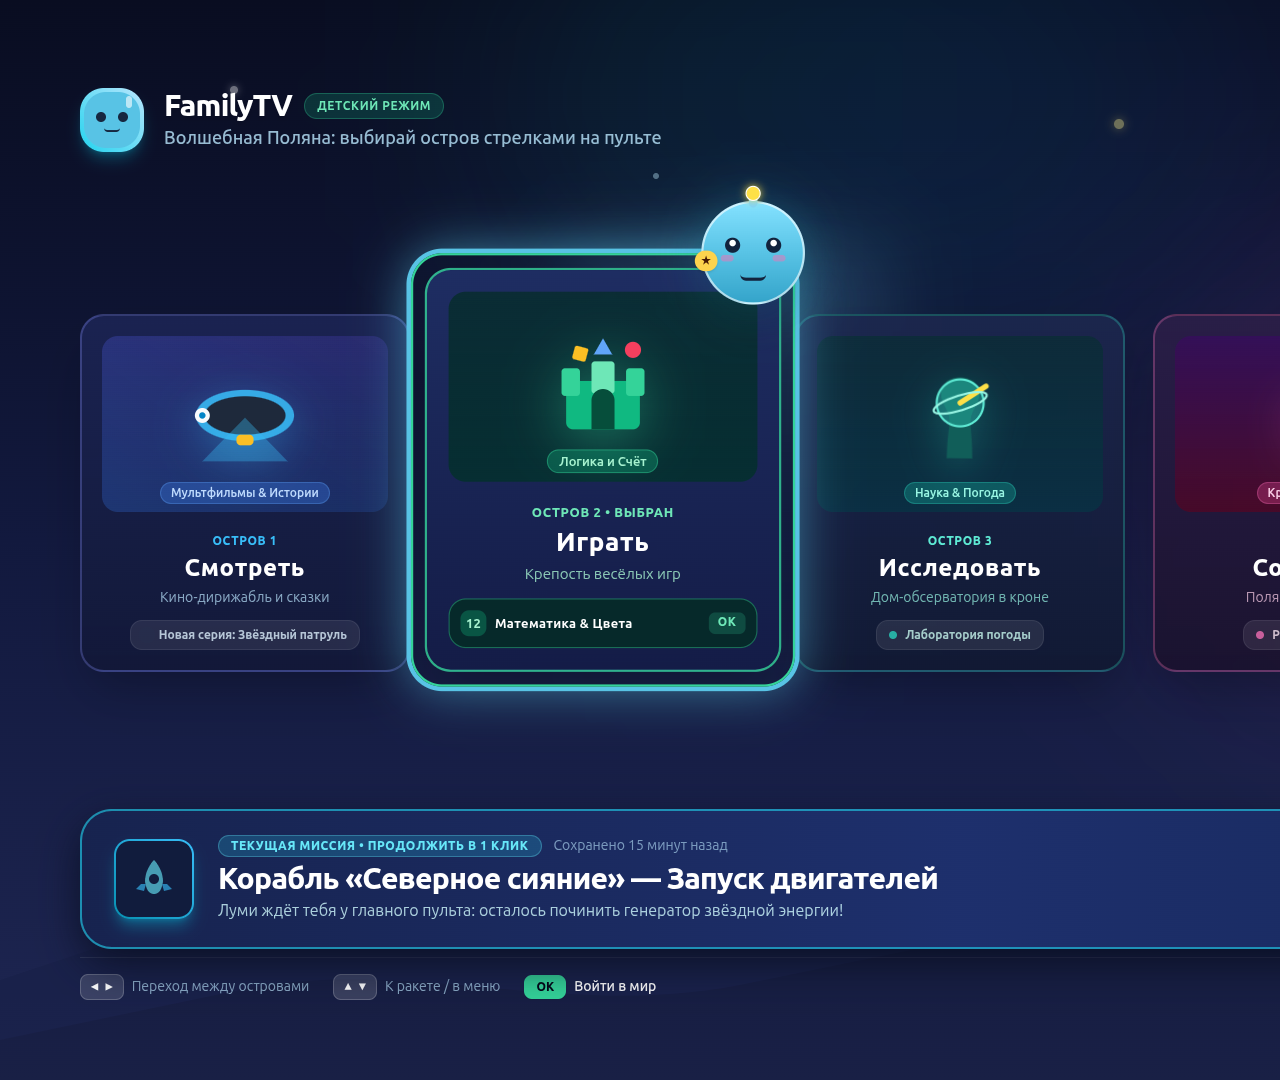 FamilyTV ДЕТСКИЙ РЕЖИМ
Волшебная Поляна: выбирай остров стрелками на пульте
Мультфильмы & Истории
ОСТРОВ 1
Смотреть
Кино-дирижабль и сказки
Новая серия: Звёздный патруль
Логика и Счёт
ОСТРОВ 2 • ВЫБРАН
Играть
Крепость весёлых игр
12 Математика & Цвета OK
Наука & Погода
ОСТРОВ 3
Исследовать
Дом-обсерватория в кроне
Лаборатория погоды
ТЕКУЩАЯ МИССИЯ • ПРОДОЛЖИТЬ В 1 КЛИК Сохранено 15 минут назад
Корабль «Северное сияние» — Запуск двигателей
Луми ждёт тебя у главного пульта: осталось починить генератор звёздной энергии!
◄ ► Переход между островами ▲ ▼ К ракете / в меню OK Войти в мир